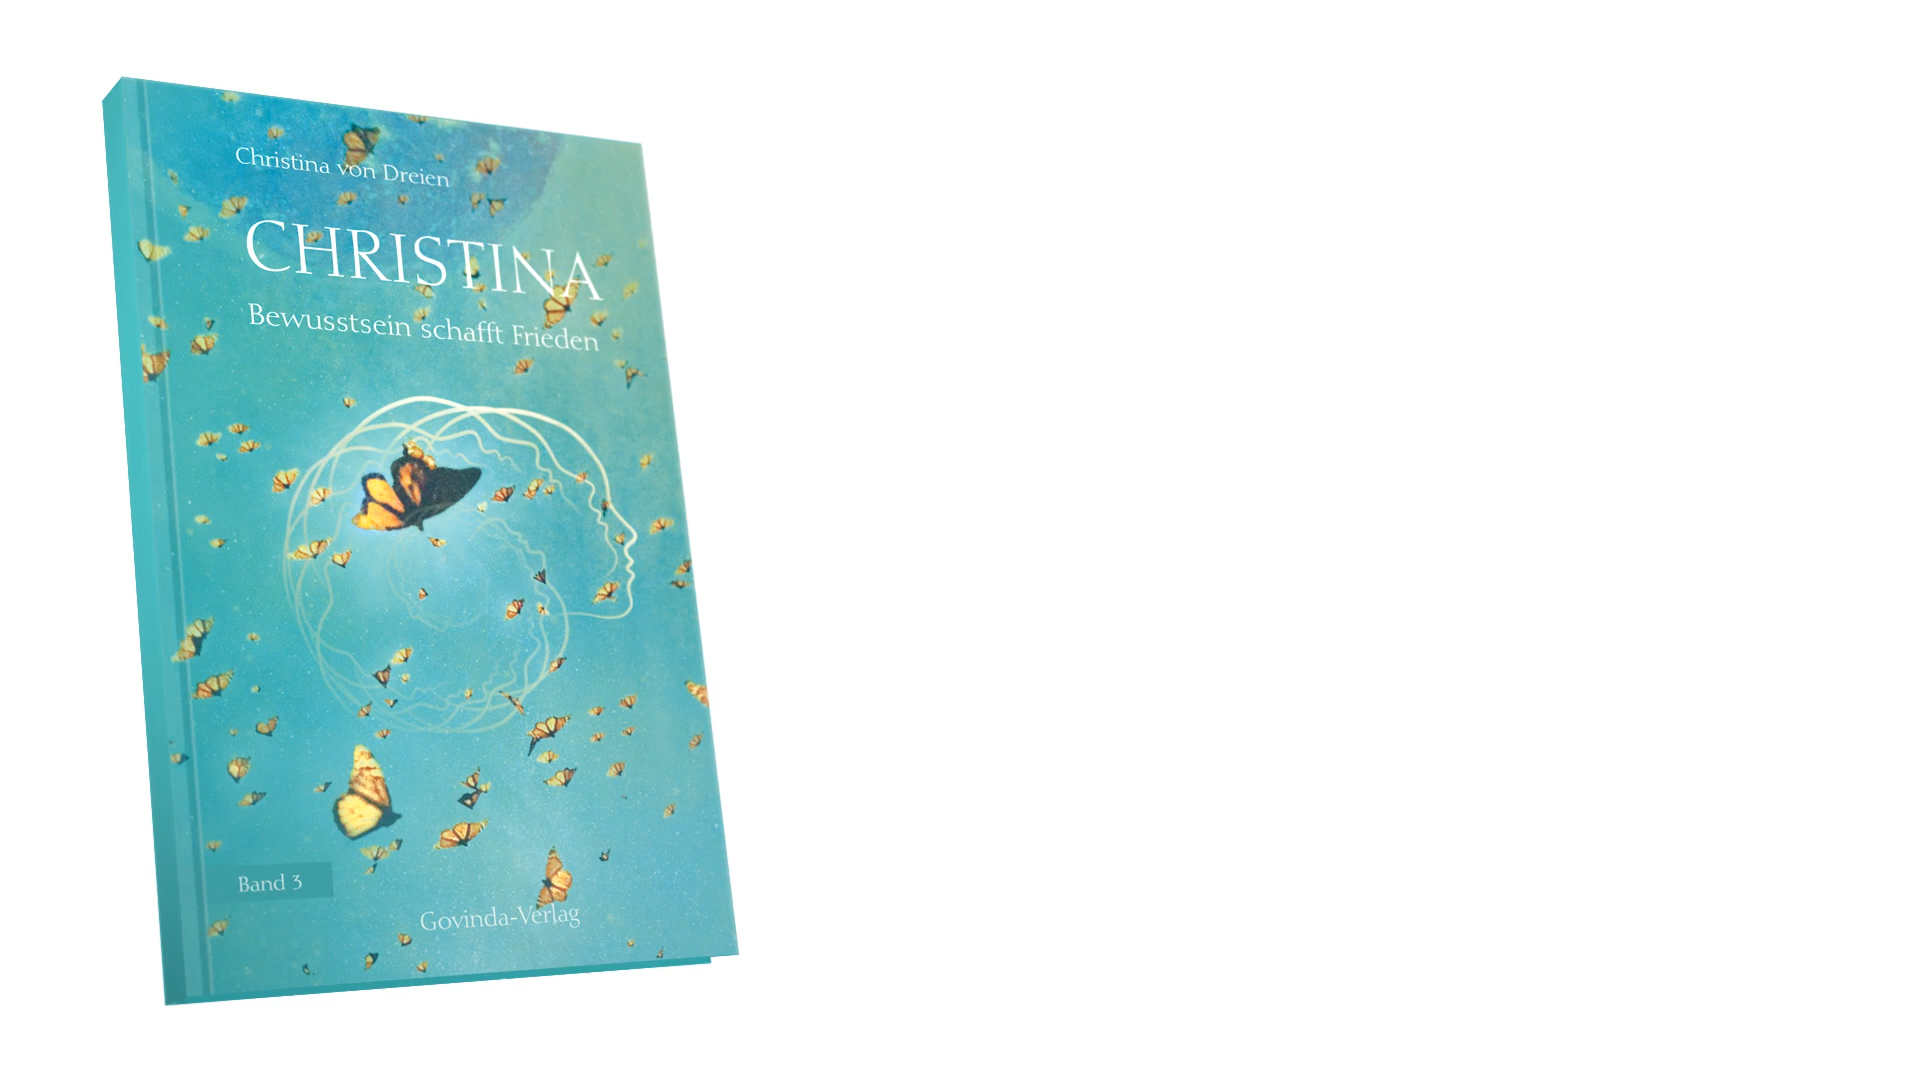 Christina von Dreien
CHRISTINA
Bewusstsein schafft Frieden
Band 3
Govinda-Verlag